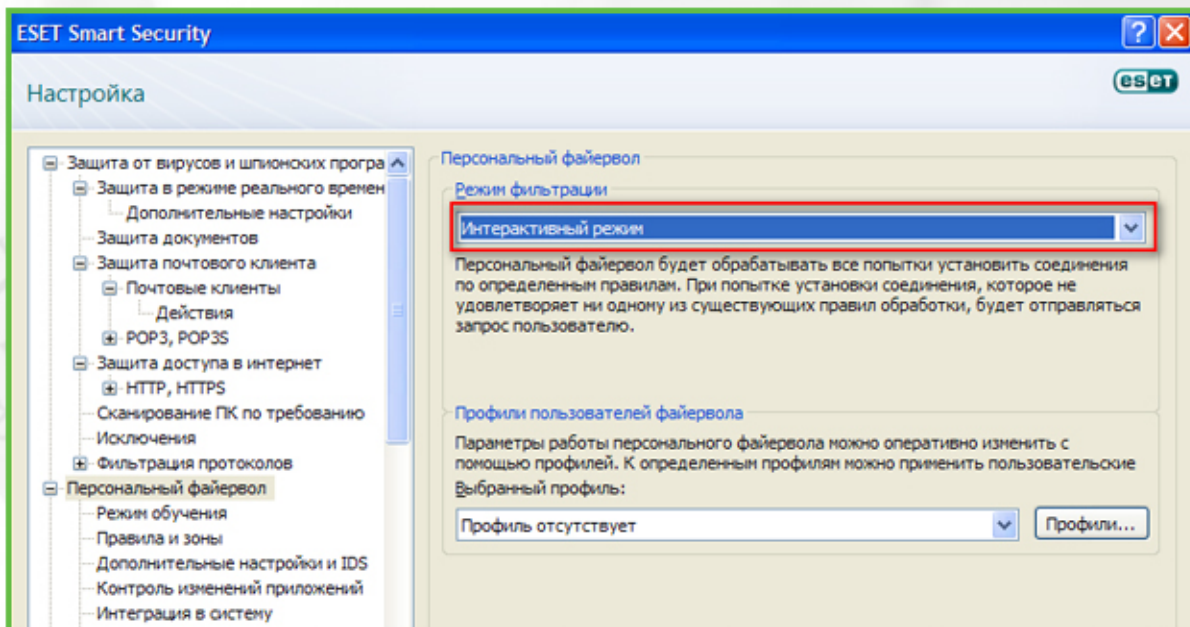 ESET Smart Security
eset
Настройка
Защита от вирусов и шпионских програ
Защита в режиме реального времен
Дополнительные настройки
Защита документов
Защита почтового клиента
Почтовые клиенты
Действия
POP3, POP3S
Защита доступа в интернет
HTTP, HTTPS
Сканирование ПК по требованию
Исключения
Фильтрация протоколов
Персональный файервол
Режим обучения
Правила и зоны
Дополнительные настройки и IDS
Контроль изменений приложений
Интеграция в систему
Персональный файервол
Режим фильтрации
Интерактивный режим
Персональный файервол будет обрабатывать все попытки установить соединения
по определенным правилам. При попытке установки соединения, которое не
удовлетворяет ни одному из существующих правил обработки, будет отправляться
запрос пользователю.
Профили пользователей файервола
Параметры работы персонального файервола можно оперативно изменить с
помощью профилей. К определенным профилям можно применить пользовательские
Выбранный профиль:
Профиль отсутствует
Профили...